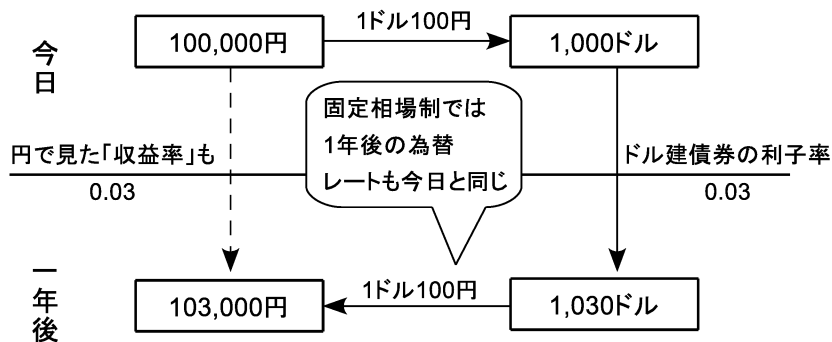 今日
100,000円
1ドル100円
1,000ドル
固定相場制では
1年後の為替
レートも今日と同じ
円で見た「収益率」も
0.03
ドル建債券の利子率
0.03
一年後
103,000円
1ドル100円
1,030ドル